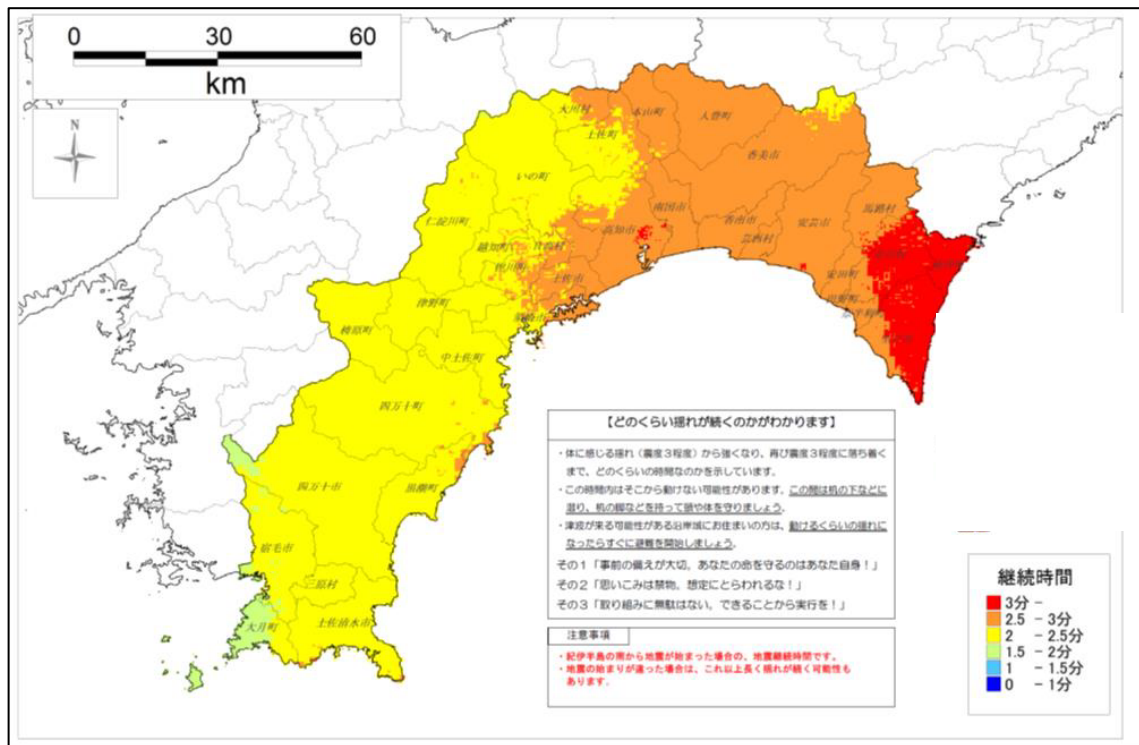 0 30 60
km
N
大川村
本山町
大豊町
土佐町
香美市
いの町
仁淀川町
南国市
香南市
安芸市
馬路村
高知市
芸西村
越知町
日高村
佐川町
土佐市
安田町
田野町
須崎市
津野町
梼原町
中土佐町
四万十町
四万十市
黒潮町
宿毛市
三原村
大月町
土佐清水市
【どのくらい揺れが続くのかがわかります】
・体に感じる揺れ（震度３程度）から強くなり、再び震度３程度に落ち着く
まで、どのくらいの時間なのかを示しています。
・この時間内はそこから動けない可能性があります。この間は机の下などに
潜り、机の脚などを持って頭や体を守りましょう。
・津波が来る可能性がある沿岸域にお住まいの方は、動けるくらいの揺れに
なったらすぐに避難を開始しましょう。
その１「事前の備えが大切。あなたの命を守るのはあなた自身！」
その２「思いこみは禁物。想定にとらわれるな！」
その３「取り組みに無駄はない。できることから実行を！」
注意事項
・紀伊半島の南から地震が始まった場合の、地震継続時間です。
・地震の始まりが違った場合は、これ以上長く揺れが続く可能性も
あります。
継続時間
3分 -
2.5 - 3分
2 - 2.5分
1.5 - 2分
1 - 1.5分
0 - 1分